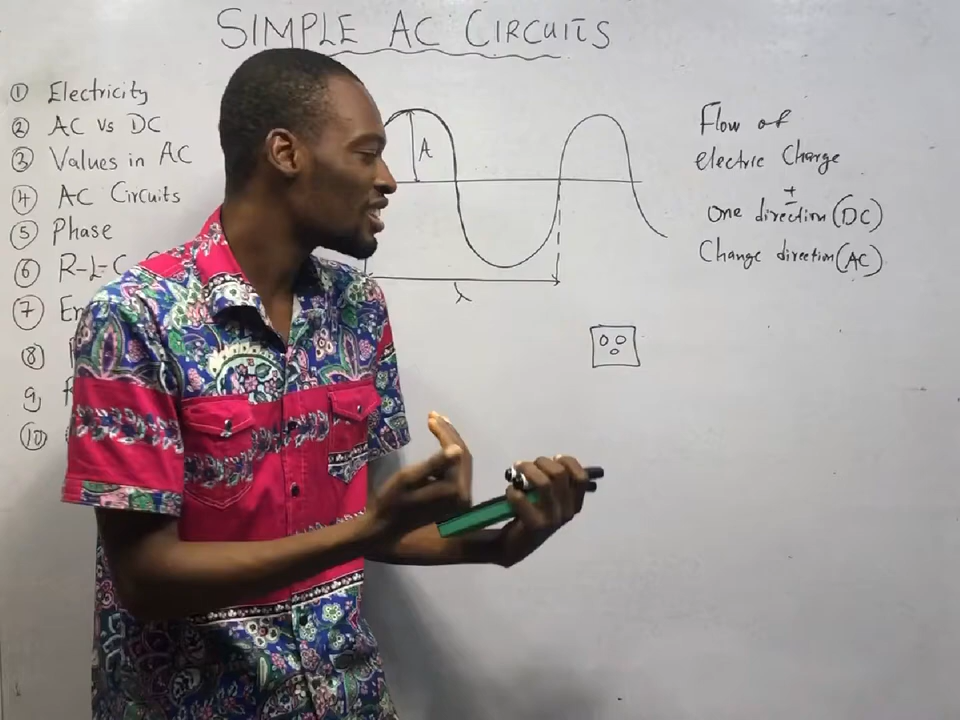 SIMPLE AC CIRCUITS
① Electricity
② AC Vs DC
③ Values in AC
④ AC Circuits
⑤ Phase
⑥ R-L-C
⑦
⑧
9
⑩
A
λ
Flow of
electric Charge
+
-
One direction (DC)
Change direction (AC)